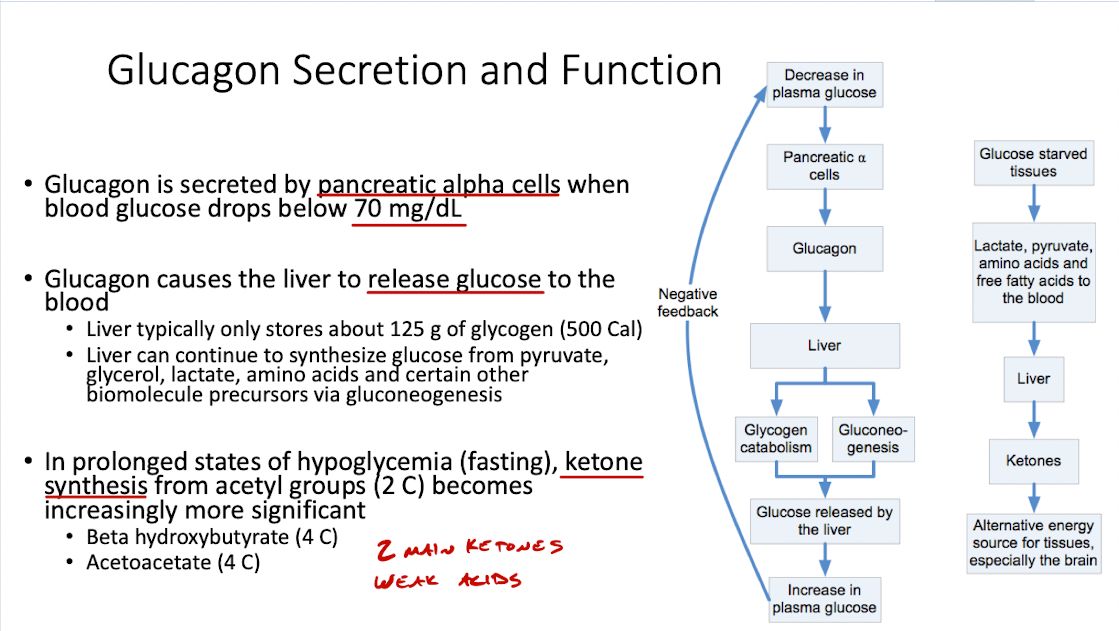 Glucagon Secretion and Function
• Glucagon is secreted by pancreatic alpha cells when
blood glucose drops below 70 mg/dL
• Glucagon causes the liver to release glucose to the
blood
• Liver typically only stores about 125 g of glycogen (500 Cal)
• Liver can continue to synthesize glucose from pyruvate,
glycerol, lactate, amino acids and certain other
biomolecule precursors via gluconeogenesis
• In prolonged states of hypoglycemia (fasting), ketone
synthesis from acetyl groups (2 C) becomes
increasingly more significant
• Beta hydroxybutyrate (4 C)
• Acetoacetate (4 C)
2 MAIN KETONES
WEAK ACIDS
Decrease in
plasma glucose
Pancreatic α
cells
Glucagon
Negative
feedback
Liver
Glycogen
catabolism
Gluconeo-
genesis
Glucose released by
the liver
Increase in
plasma glucose
Glucose starved
tissues
Lactate, pyruvate,
amino acids and
free fatty acids to
the blood
Liver
Ketones
Alternative energy
source for tissues,
especially the brain